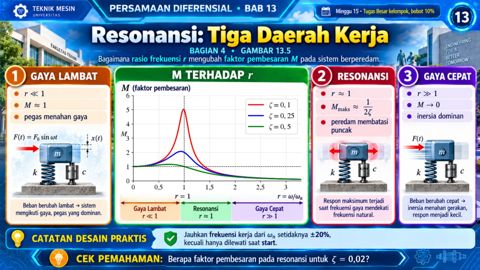 TEKNIK MESIN
UNIVERSITAS
PERSAMAAN DIFERENSIAL • BAB 13
Minggu 15 • Tugas Besar kelompok, bobot 10%
13
Resonansi: Tiga Daerah Kerja
BAGIAN 4 • GAMBAR 13.5
Bagaimana rasio frekuensi r mengubah faktor pembesaran M pada sistem berperedam.
1 GAYA LAMBAT
• r ≪ 1
• M ≈ 1
• pegas menahan gaya
F(t) = F₀ sin ωt
x(t)
m
k
c
Beban berubah lambat → sistem
mengikuti gaya, pegas yang dominan.
M TERHADAP r
M (faktor pembesaran)
6
5
4
3
2
1
0
ζ = 0,1
ζ = 0,25
ζ = 0,5
0
1
2
3
r = 1
r = ω/ωₙ
Gaya Lambat
r ≪ 1
Resonansi
r ≈ 1
Gaya Cepat
r ≫ 1
2 RESONANSI
• r ≈ 1
• Mmaks ≈ 1/2ζ
• peredam membatasi
puncak
m
k
c
Respon maksimum terjadi
saat frekuensi gaya mendekati
frekuensi natural.
3 GAYA CEPAT
• r ≫ 1
• M → 0
• inersia dominan
F(t)
m
k
c
Beban berubah cepat →
inersia menahan gerakan,
respon menjadi kecil.
CATATAN DESAIN PRAKTIS
Jauhkan frekuensi kerja dari ωₙ setidaknya ±20%,
kecuali hanya dilewati saat start.
CEK PEMAHAMAN: Berapa faktor pembesaran pada resonansi untuk ζ = 0,02?